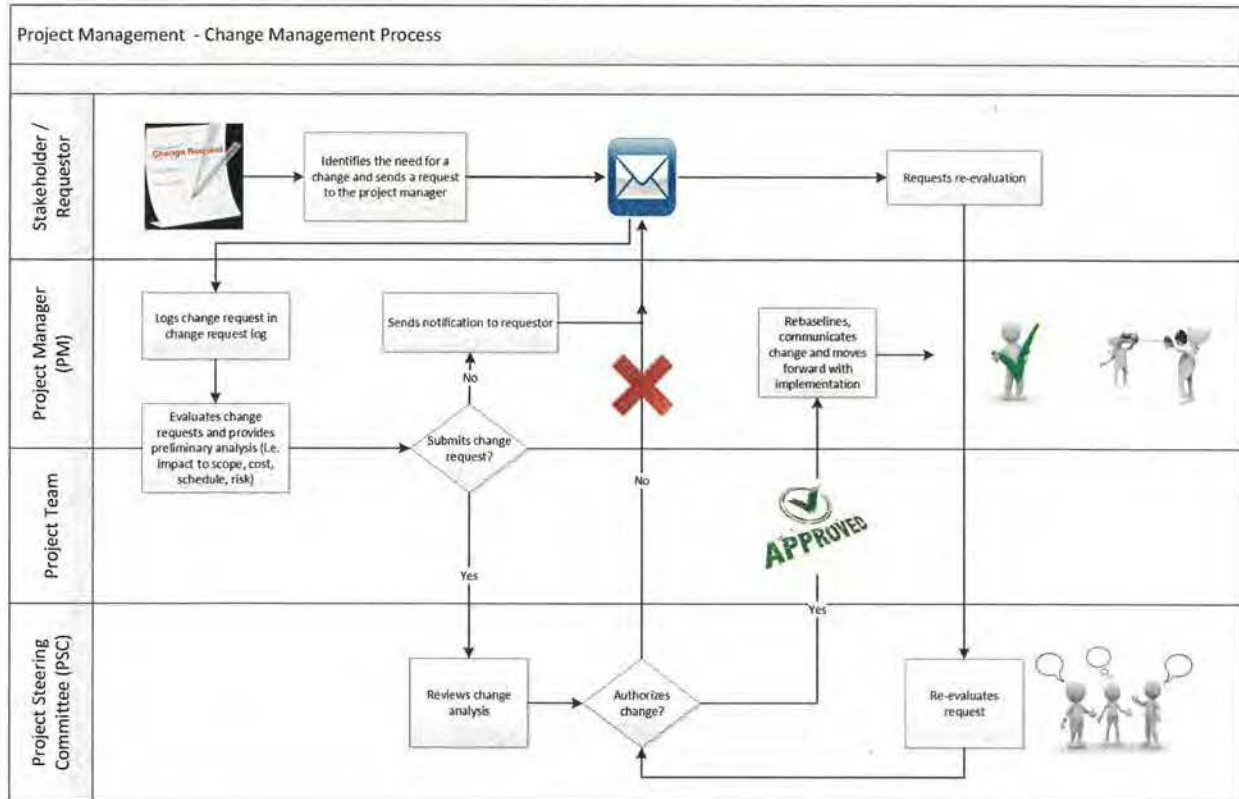 Project Management - Change Management Process
Stakeholder /
Requestor
Change Request
Identifies the need for a
change and sends a request
to the project manager
Requests re-evaluation
Project Manager
(PM)
Logs change request in
change request log
Sends notification to requestor
Rebaselines,
communicates
change and moves
forward with
implementation
No
Evaluates change
requests and provides
preliminary analysis (i.e.
impact to scope, cost,
schedule, risk)
Submits change
request?
Project Team
No
APPROVED
Yes
Yes
Project Steering
Committee (PSC)
Reviews change
analysis
Authorizes
change?
Re-evaluates
request